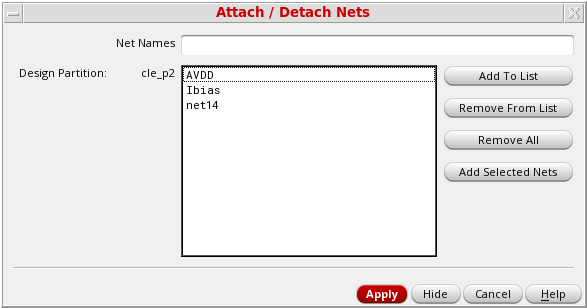 Attach / Detach Nets
Net Names
Design Partition: cle_p2
AVDD
Ibias
net14
Add To List
Remove From List
Remove All
Add Selected Nets
Apply Hide Cancel Help